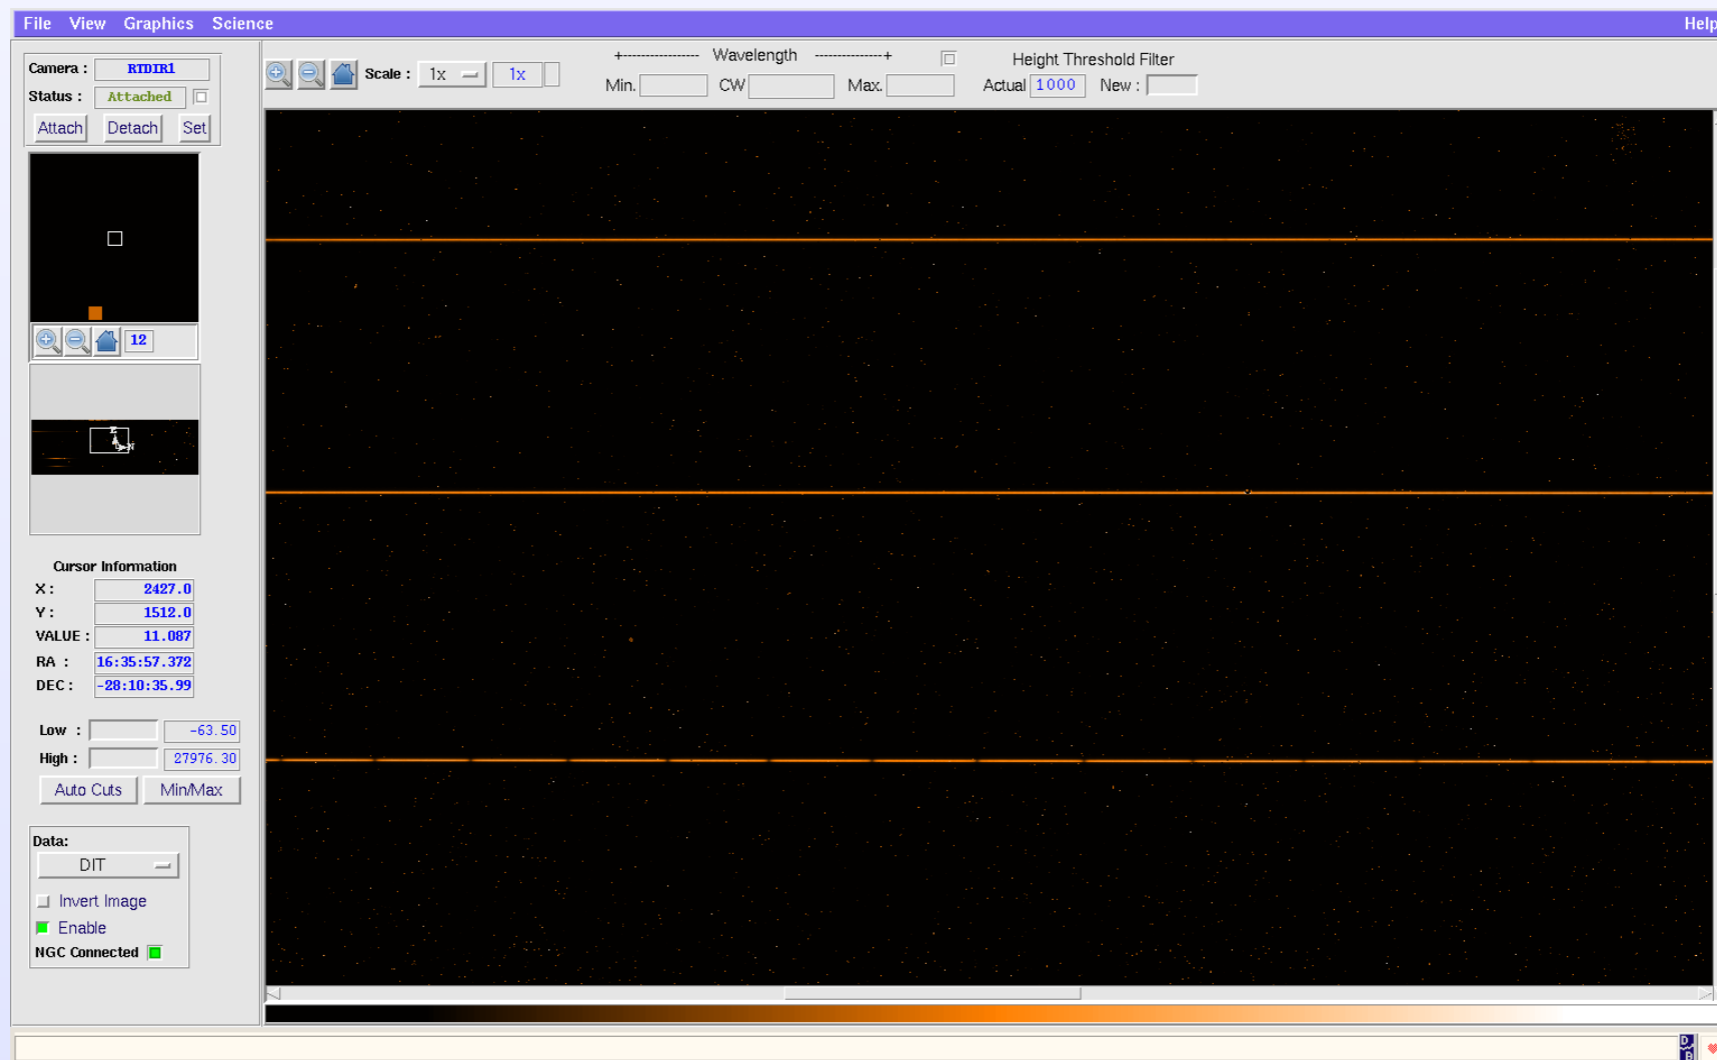 File View Graphics Science Help
Camera : RTDIR1
Status : Attached
Attach Detach Set
Scale : 1x 1x
+----------------- Wavelength ---------------+
Min. CW Max.
Height Threshold Filter
Actual 1000 New :
12
E
N
Cursor Information
X : 2427.0
Y : 1512.0
VALUE : 11.087
RA : 16:35:57.372
DEC : -28:10:35.99
Low : -63.50
High : 27976.30
Auto Cuts Min/Max
Data:
DIT
Invert Image
Enable
NGC Connected
D
B